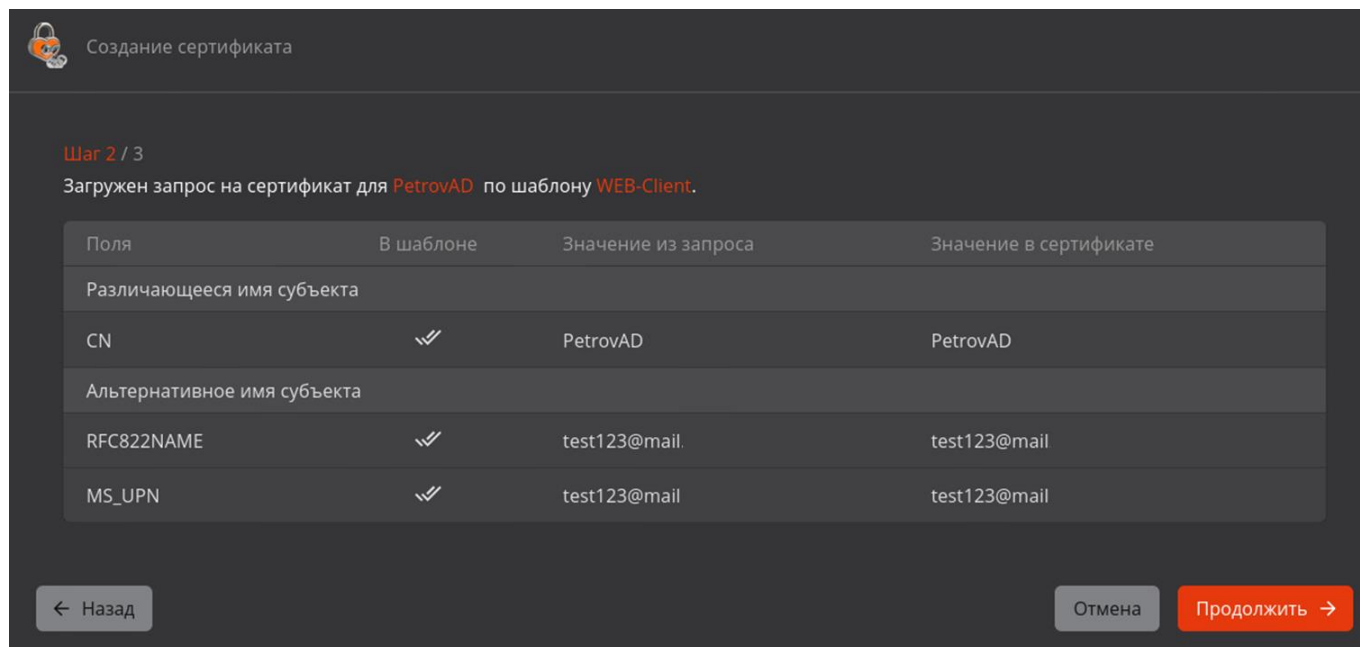 Создание сертификата
Шаг 2 / 3
Загружен запрос на сертификат для PetrovAD по шаблону WEB-Client.
Поля В шаблоне Значение из запроса Значение в сертификате
Различающееся имя субъекта
CN PetrovAD PetrovAD
Альтернативное имя субъекта
RFC822NAME test123@mail. test123@mail
MS_UPN test123@mail test123@mail
← Назад Отмена Продолжить →